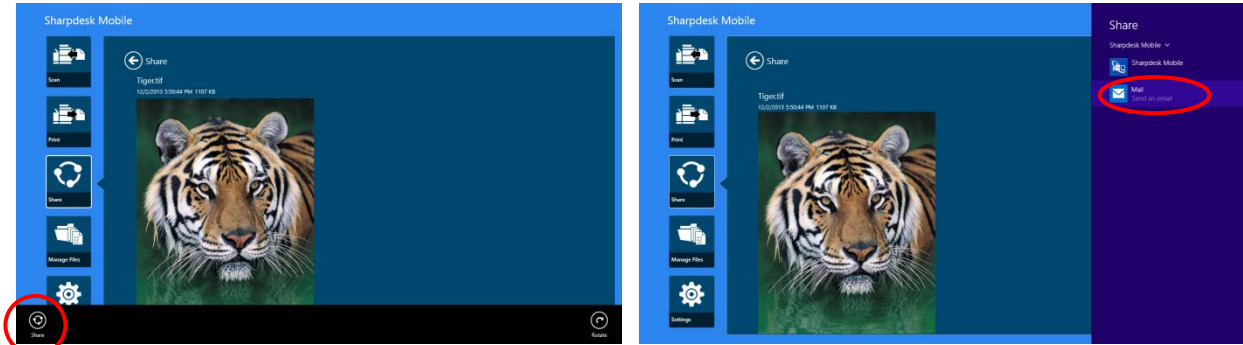 Sharpdesk Mobile
Scan
Print
Share
Manage Files
Share
Tiger.tif
12/2/2013 3:50:44 PM 1107 KB
Share
Rotate
Sharpdesk Mobile
Scan
Print
Share
Manage Files
Settings
Share
Tiger.tif
12/2/2013 3:50:44 PM 1107 KB
Share
Sharpdesk Mobile
Sharpdesk Mobile
Mail
Send an email